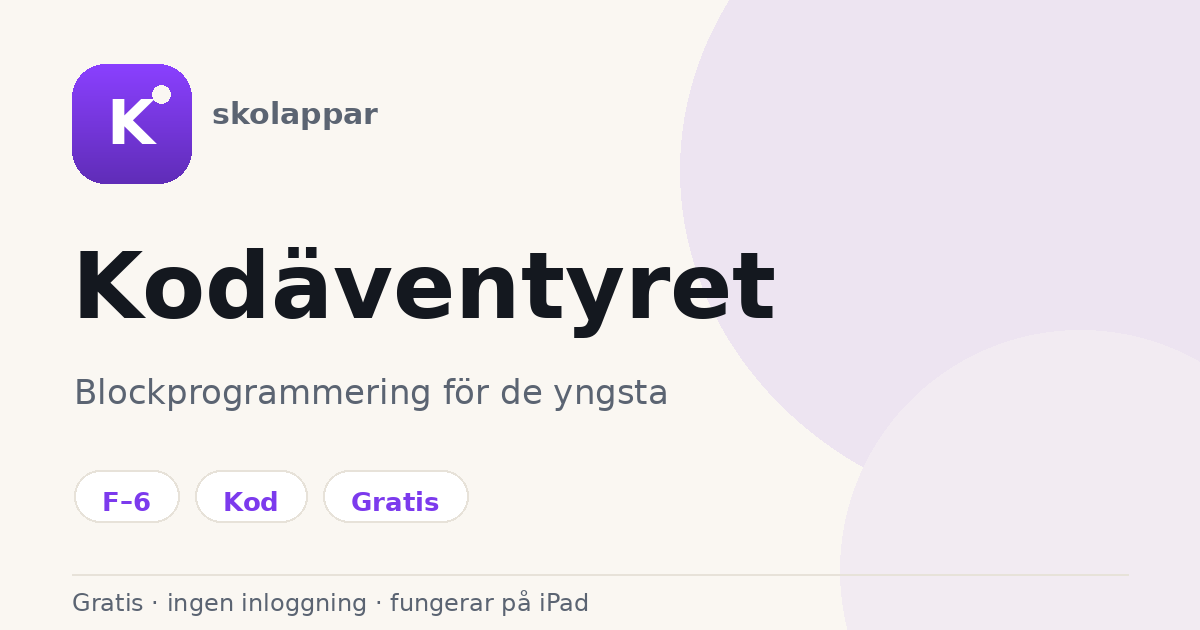 K
skolappar
Kodäventyret
Blockprogrammering för de yngsta
F–6 Kod Gratis
Gratis · ingen inloggning · fungerar på iPad